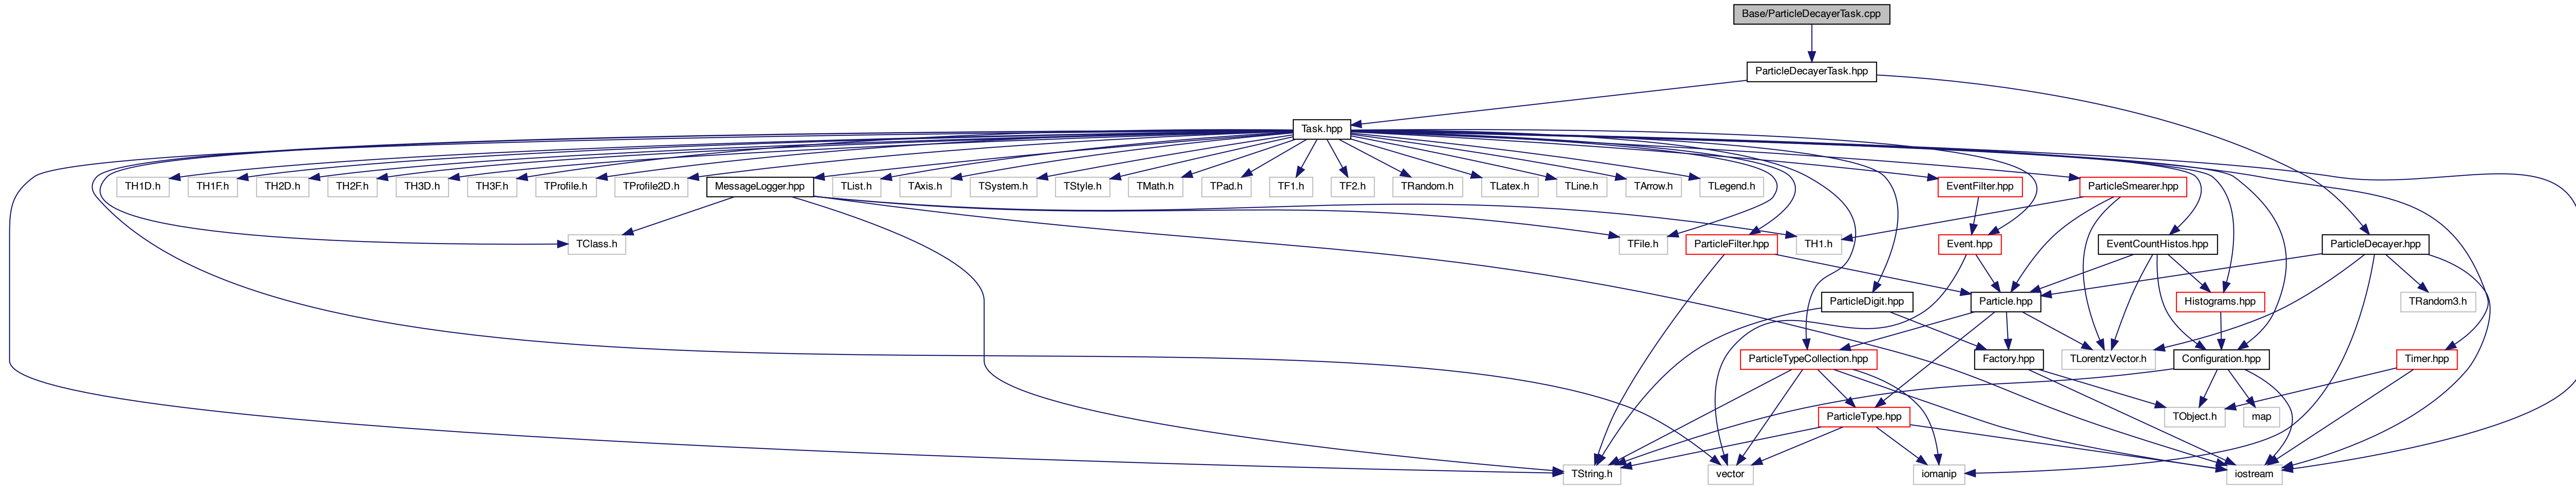 Base/ParticleDecayerTask.cpp
ParticleDecayerTask.hpp
Task.hpp
TH1D.h
TH1F.h
TH2D.h
TH2F.h
TH3D.h
TH3F.h
TProfile.h
TProfile2D.h
MessageLogger.hpp
TList.h
TAxis.h
TSystem.h
TStyle.h
TMath.h
TPad.h
TF1.h
TF2.h
TRandom.h
TLatex.h
TLine.h
TArrow.h
TLegend.h
EventFilter.hpp
ParticleSmearer.hpp
TClass.h
TFile.h
ParticleFilter.hpp
TH1.h
Event.hpp
EventCountHistos.hpp
ParticleDecayer.hpp
ParticleDigit.hpp
Particle.hpp
Histograms.hpp
TRandom3.h
ParticleTypeCollection.hpp
Factory.hpp
TLorentzVector.h
Configuration.hpp
Timer.hpp
ParticleType.hpp
TObject.h
map
TString.h
vector
iomanip
iostream